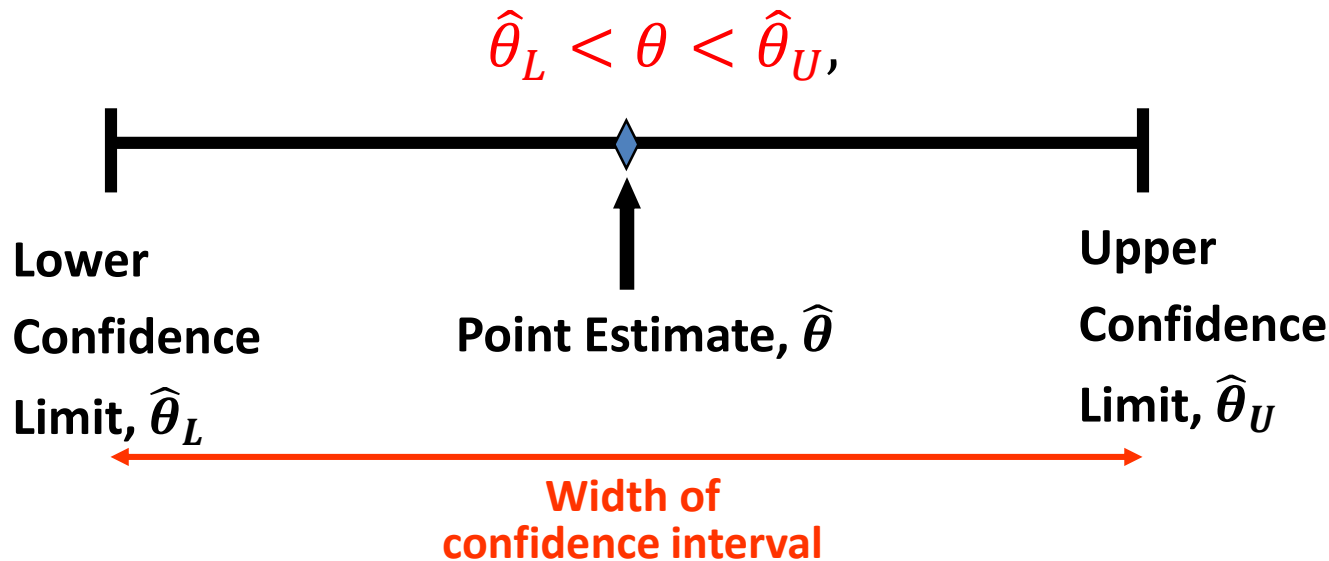 θ̂_L < θ < θ̂_U,
Lower
Confidence
Limit, θ̂_L
Point Estimate, θ̂
Upper
Confidence
Limit, θ̂_U
Width of
confidence interval